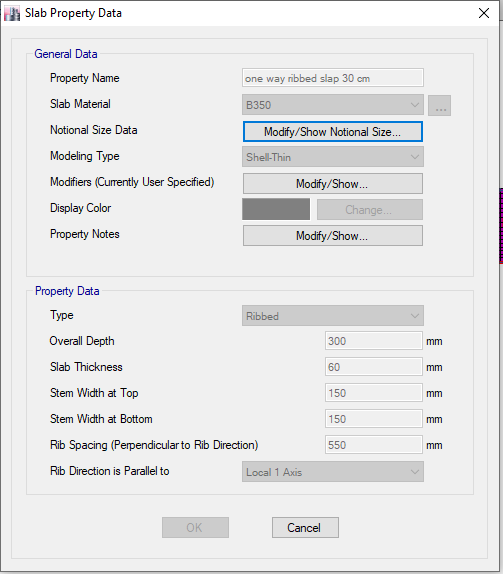 Slab Property Data
General Data
Property Name one way ribbed slap 30 cm
Slab Material B350 ...
Notional Size Data Modify/Show Notional Size...
Modeling Type Shell-Thin
Modifiers (Currently User Specified) Modify/Show...
Display Color Change...
Property Notes Modify/Show...
Property Data
Type Ribbed
Overall Depth 300 mm
Slab Thickness 60 mm
Stem Width at Top 150 mm
Stem Width at Bottom 150 mm
Rib Spacing (Perpendicular to Rib Direction) 550 mm
Rib Direction is Parallel to Local 1 Axis
OK Cancel